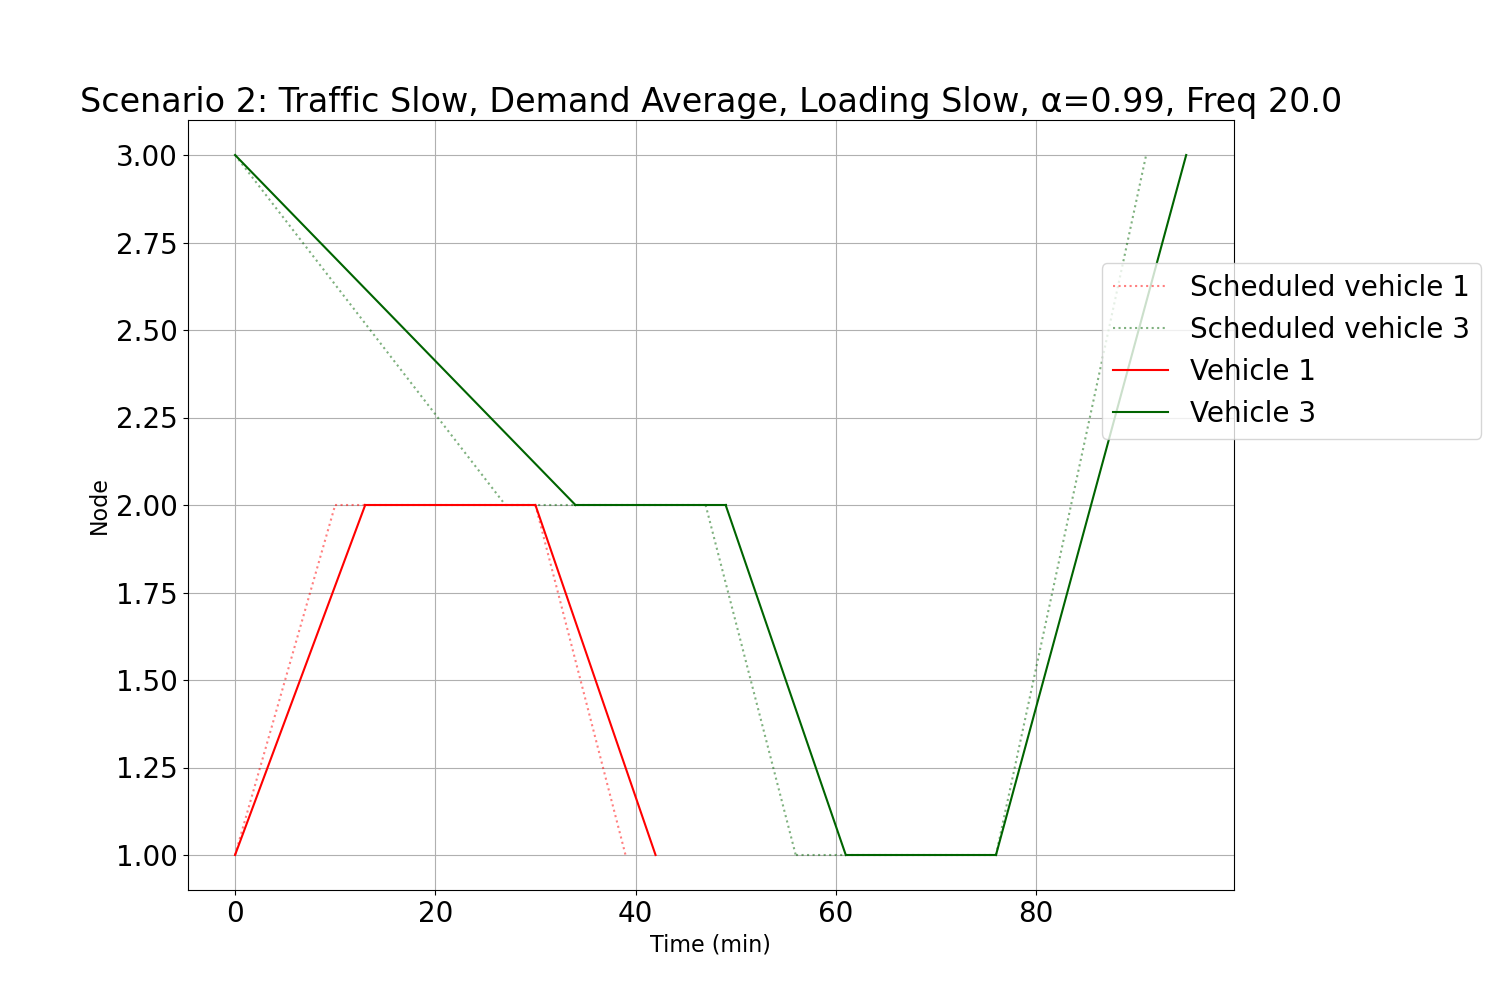 Scenario 2: Traffic Slow, Demand Average, Loading Slow, α=0.99, Freq 20.0
3.00
2.75
2.50
2.25
2.00
1.75
1.50
1.25
1.00
Node
0 20 40 60 80
Time (min)
Scheduled vehicle 1
Scheduled vehicle 3
Vehicle 1
Vehicle 3